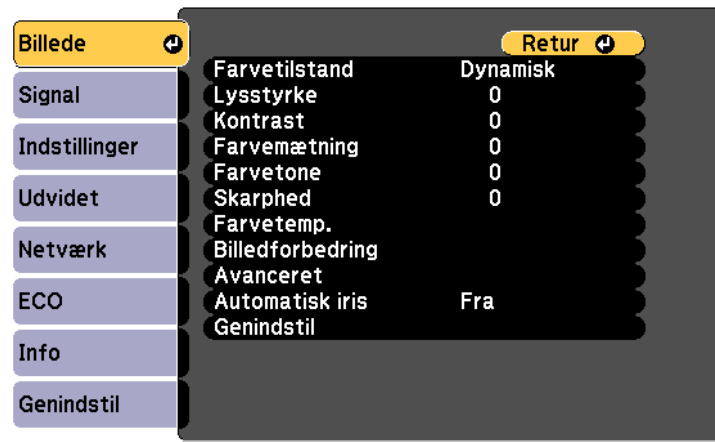 Billede
Signal
Indstillinger
Udvidet
Netværk
ECO
Info
Genindstil
Retur
Farvetilstand Dynamisk
Lysstyrke 0
Kontrast 0
Farvemætning 0
Farvetone 0
Skarphed 0
Farvetemp.
Billedforbedring
Avanceret
Automatisk iris Fra
Genindstil